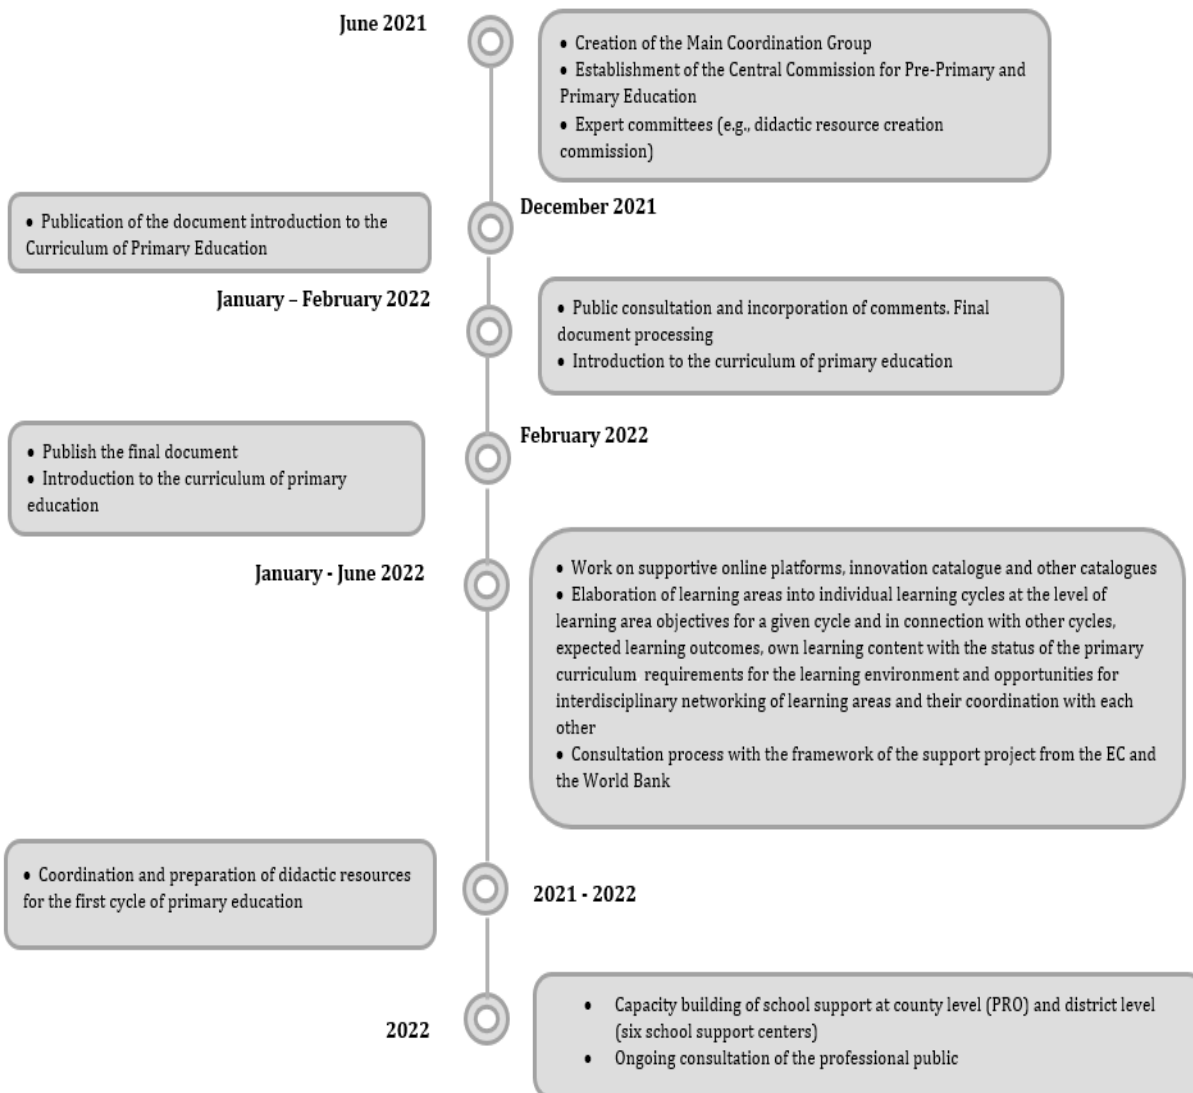 June 2021
• Creation of the Main Coordination Group
• Establishment of the Central Commission for Pre-Primary and
Primary Education
• Expert committees (e.g., didactic resource creation
commission)
December 2021
• Publication of the document introduction to the
Curriculum of Primary Education
January – February 2022
• Public consultation and incorporation of comments. Final
document processing
• Introduction to the curriculum of primary education
February 2022
• Publish the final document
• Introduction to the curriculum of primary
education
January - June 2022
• Work on supportive online platforms, innovation catalogue and other catalogues
• Elaboration of learning areas into individual learning cycles at the level of
learning area objectives for a given cycle and in connection with other cycles,
expected learning outcomes, own learning content with the status of the primary
curriculum requirements for the learning environment and opportunities for
interdisciplinary networking of learning areas and their coordination with each
other
• Consultation process with the framework of the support project from the EC and
the World Bank
2021 - 2022
• Coordination and preparation of didactic resources
for the first cycle of primary education
2022
• Capacity building of school support at county level (PRO) and district level
(six school support centers)
• Ongoing consultation of the professional public